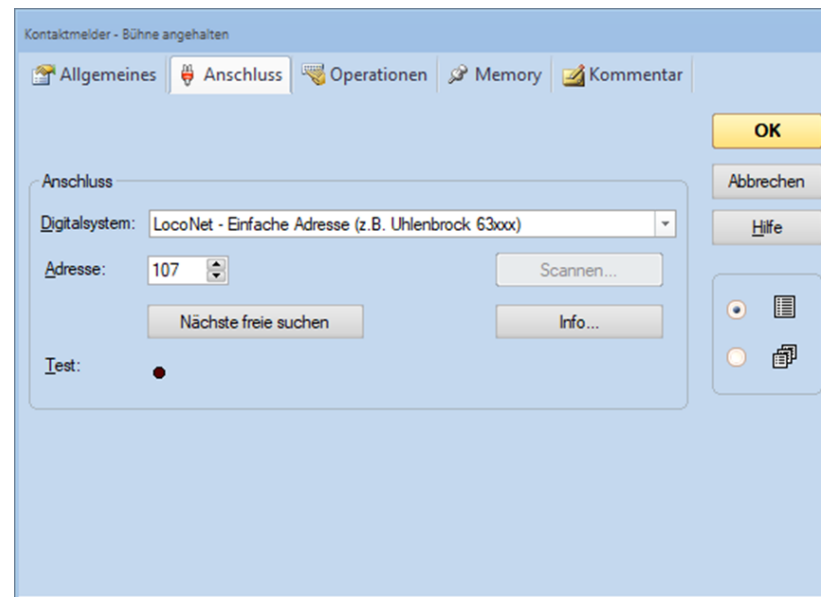 Kontaktmelder - Bühne angehalten
Allgemeines Anschluss Operationen Memory Kommentar
OK
Anschluss Abbrechen
Digitalsystem: LocoNet - Einfache Adresse (z.B. Uhlenbrock 63xxx)
Hilfe
Adresse: 107 Scannen...
Nächste freie suchen Info...
Test: